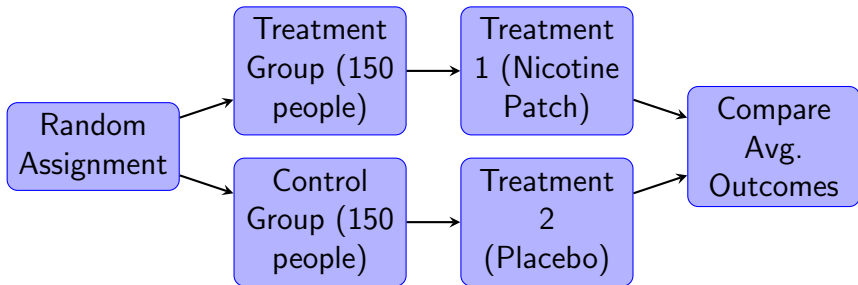 Random
Assignment
Treatment
Group (150
people)
Treatment
1 (Nicotine
Patch)
Control
Group (150
people)
Treatment
2
(Placebo)
Compare
Avg.
Outcomes